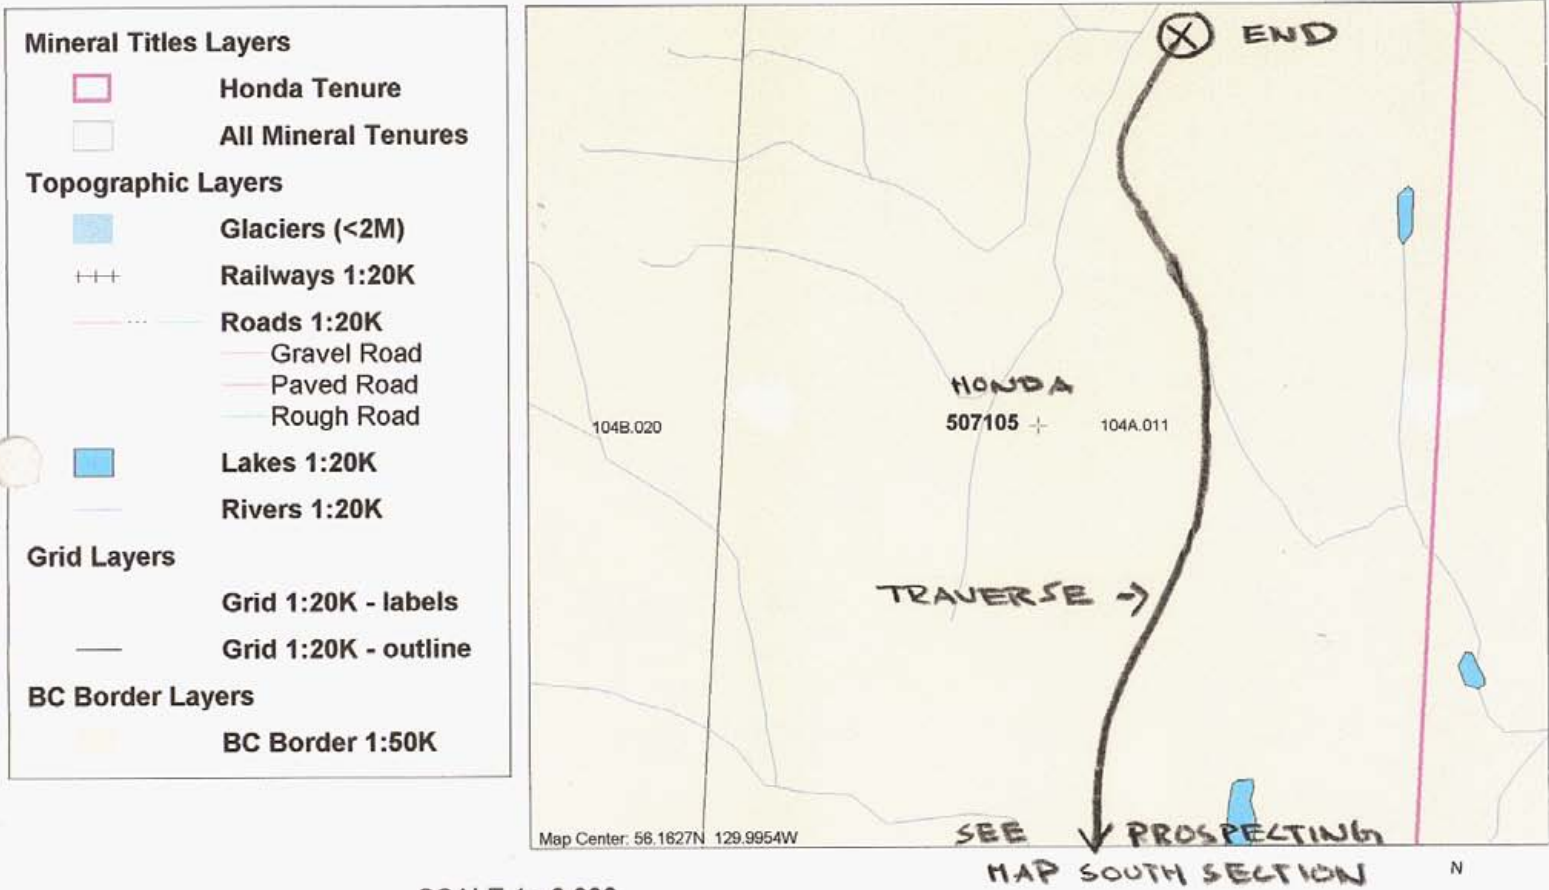 Mineral Titles Layers
Honda Tenure
All Mineral Tenures
Topographic Layers
Glaciers (<2M)
Railways 1:20K
Roads 1:20K
Gravel Road
Paved Road
Rough Road
Lakes 1:20K
Rivers 1:20K
Grid Layers
Grid 1:20K - labels
Grid 1:20K - outline
BC Border Layers
BC Border 1:50K
END
HONDA
104B.020
507105
104A.011
TRAVERSE →
Map Center: 56.1627N 129.9954W
SEE PROSPECTING
MAP SOUTH SECTION
N